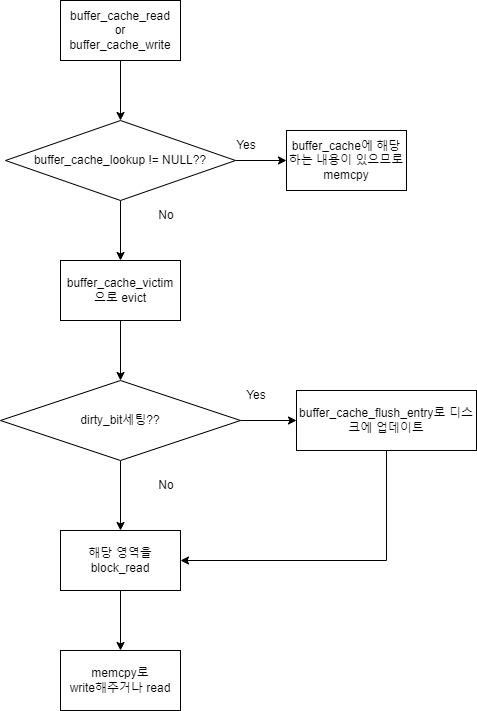 buffer_cache_read
or
buffer_cache_write
buffer_cache_lookup != NULL??
Yes
buffer_cache에 해당
하는 내용이 있으므로
memcpy
No
buffer_cache_victim
으로 evict
dirty_bit세팅??
Yes
buffer_cache_flush_entry로 디스
크에 업데이트
No
해당 영역을
block_read
memcpy로
write해주거나 read